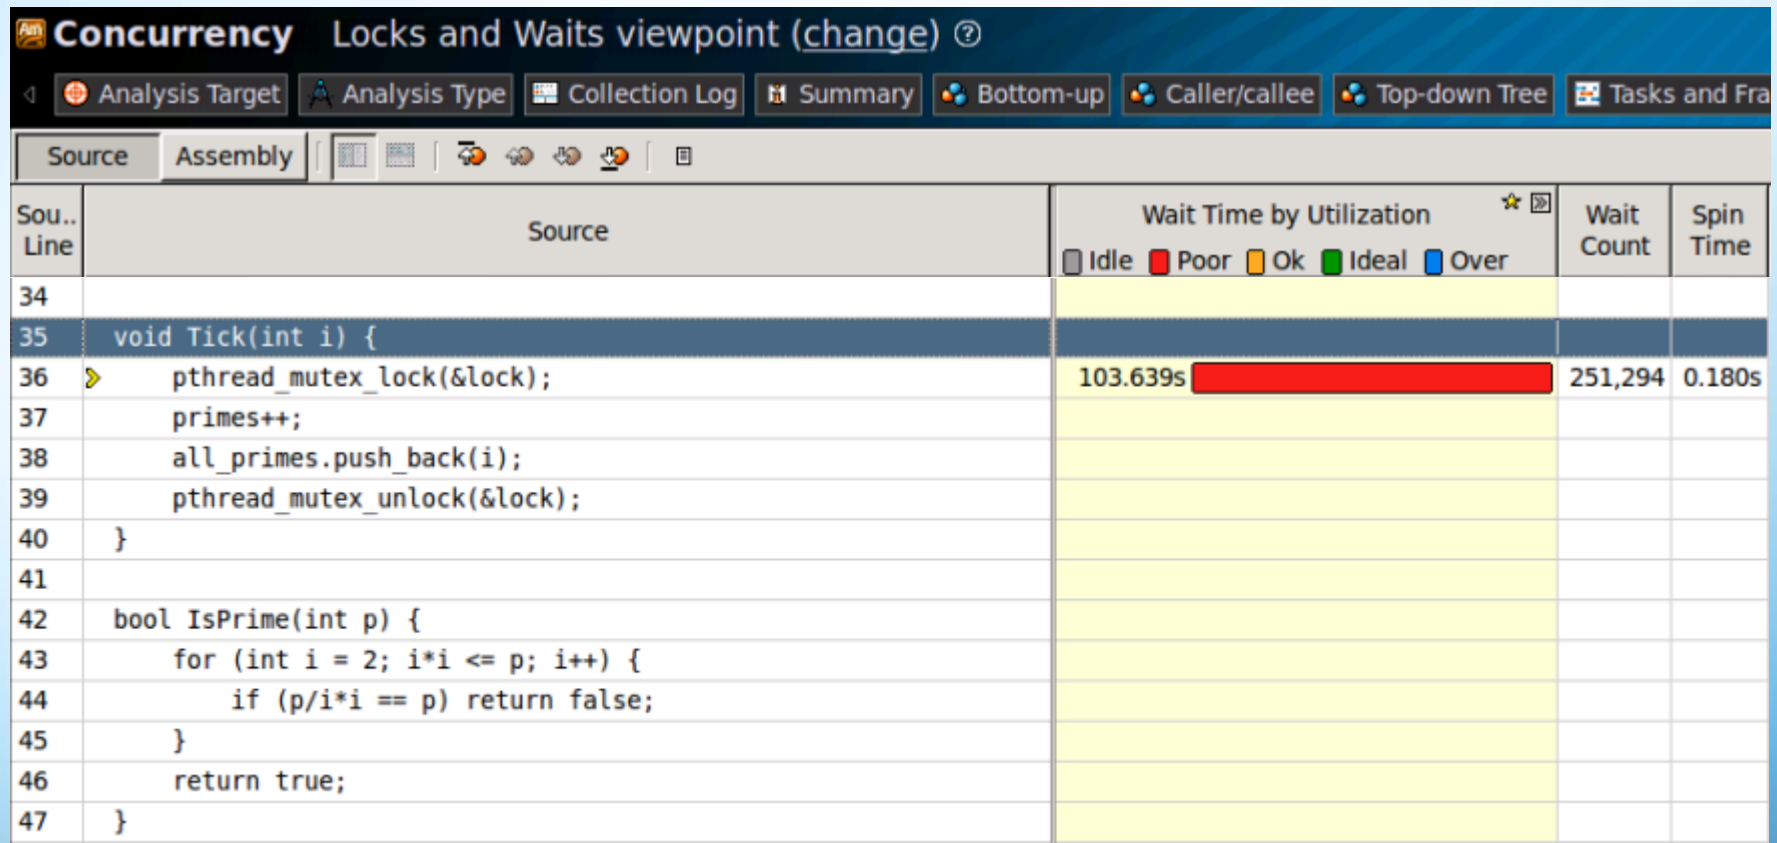 Am Concurrency Locks and Waits viewpoint (change) ?
Analysis Target Analysis Type Collection Log Summary Bottom-up Caller/callee Top-down Tree Tasks and Fra
Source Assembly
Sou.. Line Source Wait Time by Utilization Wait Count Spin Time
Idle Poor Ok Ideal Over
34
35 void Tick(int i) {
36 pthread_mutex_lock(&lock); 103.639s 251,294 0.180s
37 primes++;
38 all_primes.push_back(i);
39 pthread_mutex_unlock(&lock);
40 }
41
42 bool IsPrime(int p) {
43 for (int i = 2; i*i <= p; i++) {
44 if (p/i*i == p) return false;
45 }
46 return true;
47 }